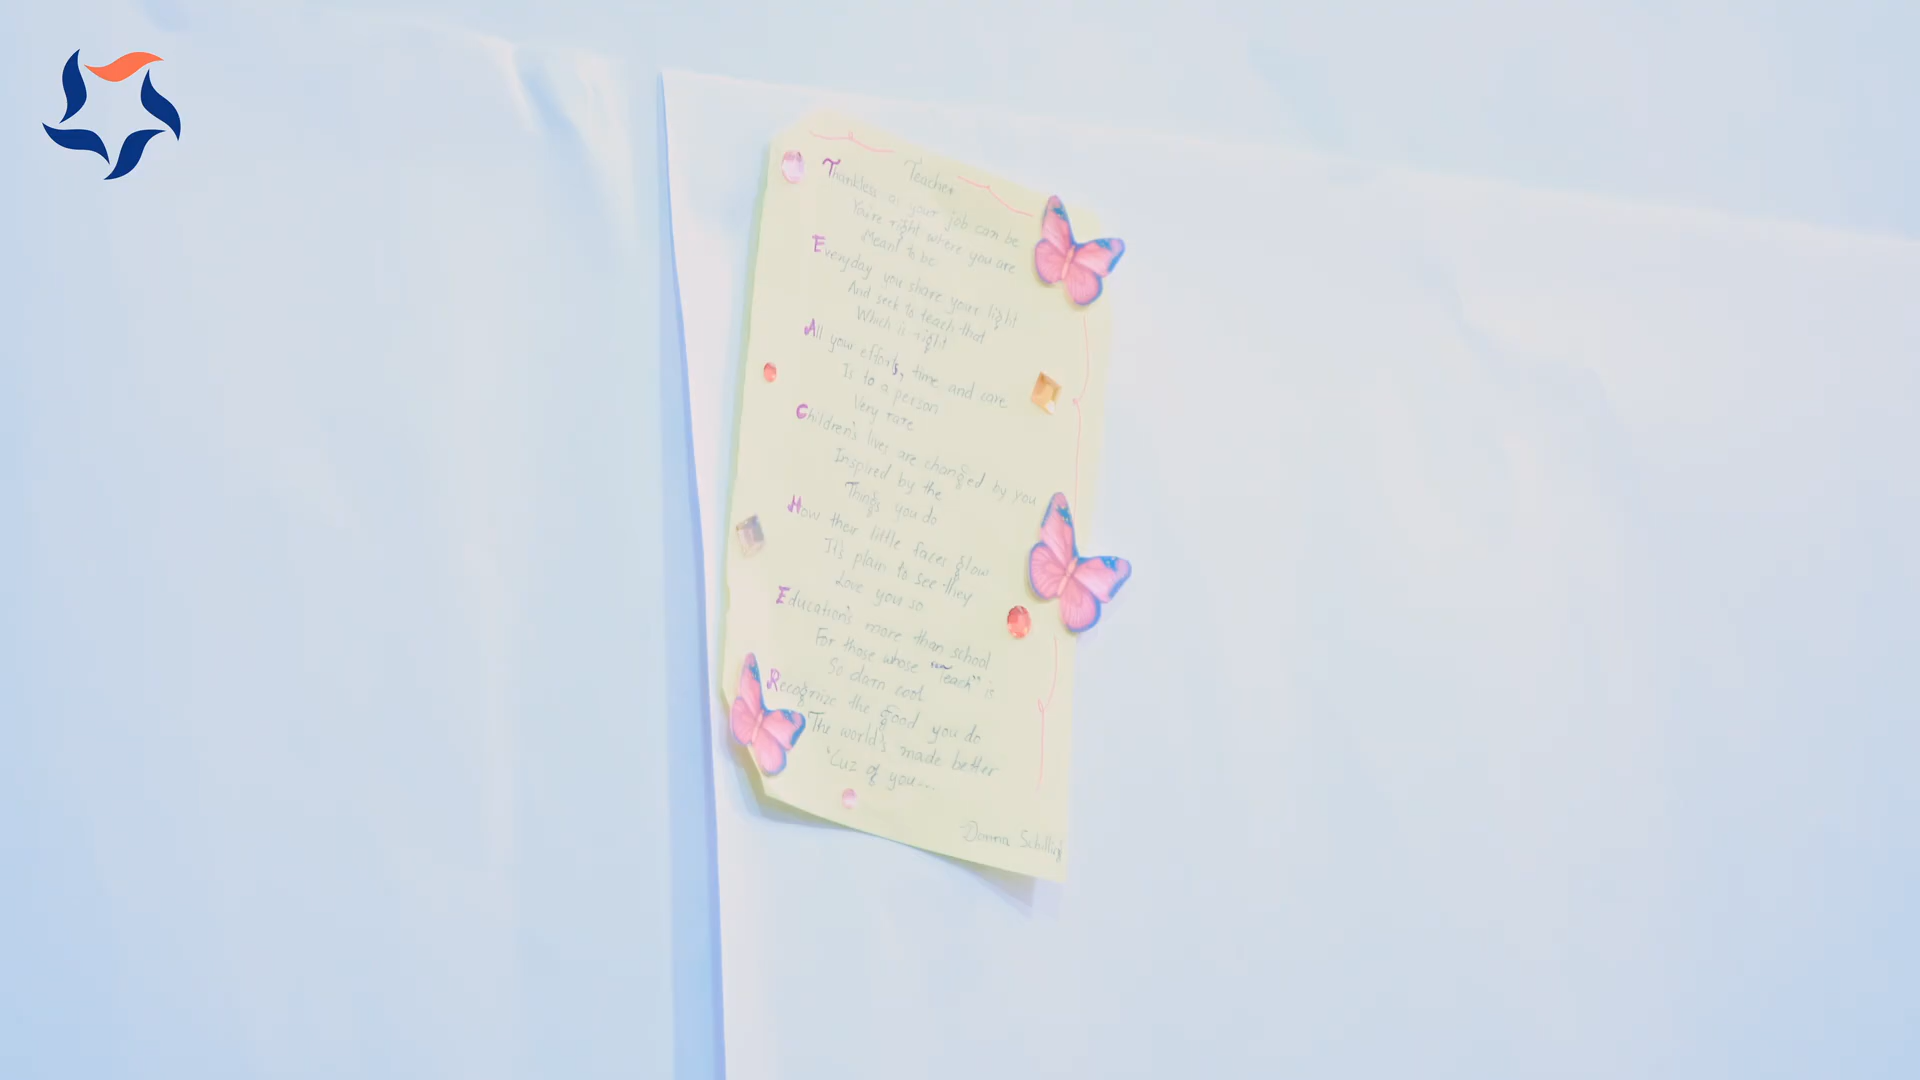 Teacher
Thankless as your job can be
You're right where you are
Meant to be
Everyday you share your light
And seek to teach that
Which is right
All your efforts, time and care
Is to a person
Very rare
Children's lives are changed by you
Inspired by the
Things you do
How their little faces glow
It's plain to see they
Love you so
Education's more than school
For those whose "Teach" is
So darn cool
Recognize the good you do
The world's made better
'Cuz of you...
Donna Schilling